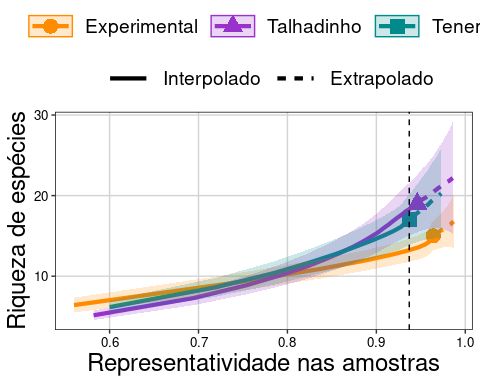 Experimental Talhadinho Tener
Interpolado Extrapolado
30
20
10
Riqueza de espécies
0.6 0.7 0.8 0.9 1.0
Representatividade nas amostras